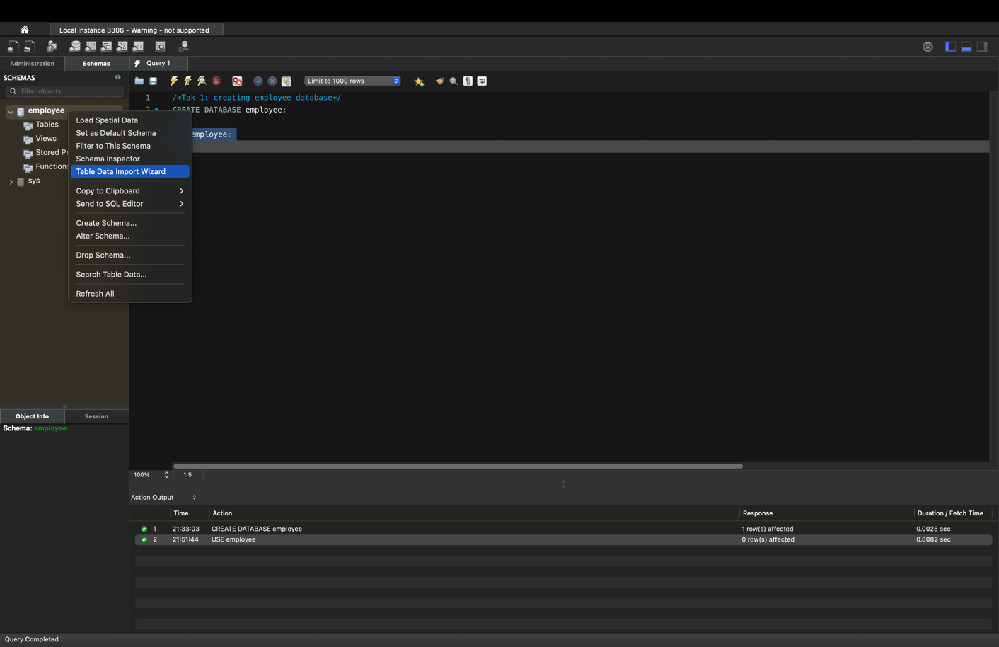 Local instance 3306 - Warning - not supported
Administration
Schemas
Query 1
SCHEMAS
Filter objects
Limit to 1000 rows
1 /*Tak 1: creating employee database*/
2 CREATE DATABASE employee;
employee;
employee
Tables
Views
Stored Pr
Functions
sys
Load Spatial Data
Set as Default Schema
Filter to This Schema
Schema Inspector
Table Data Import Wizard
Copy to Clipboard
Send to SQL Editor
Create Schema...
Alter Schema...
Drop Schema...
Search Table Data...
Refresh All
Object Info
Session
Schema: employee
100%
1:5
Action Output
Time Action Response Duration / Fetch Time
1 21:33:03 CREATE DATABASE employee 1 row(s) affected 0.0025 sec
2 21:51:44 USE employee 0 row(s) affected 0.0082 sec
Query Completed